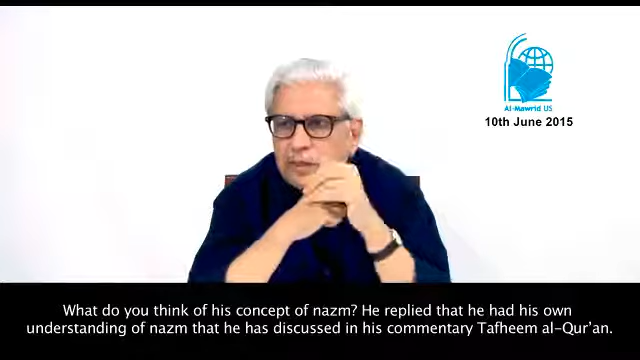 Al-Mawrid US
10th June 2015
What do you think of his concept of nazm? He replied that he had his own
understanding of nazm that he has discussed in his commentary Tafheem al-Qur’an.